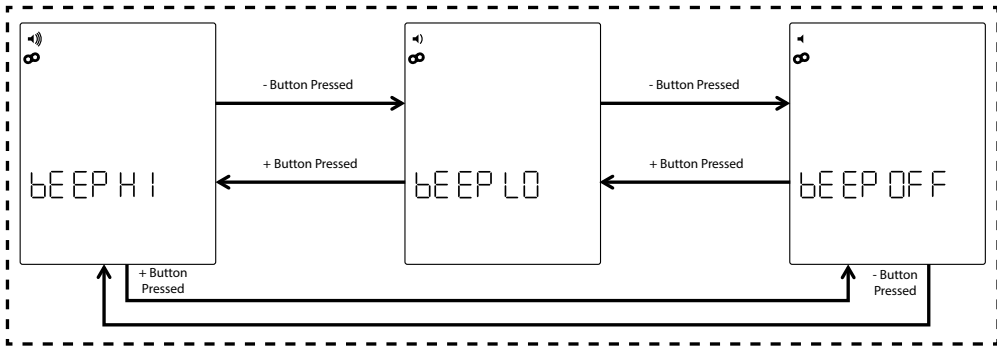 - Button Pressed
- Button Pressed
+ Button Pressed
+ Button Pressed
bEEP HI
bEEP LO
bEEP OFF
+ Button
Pressed
- Button
Pressed